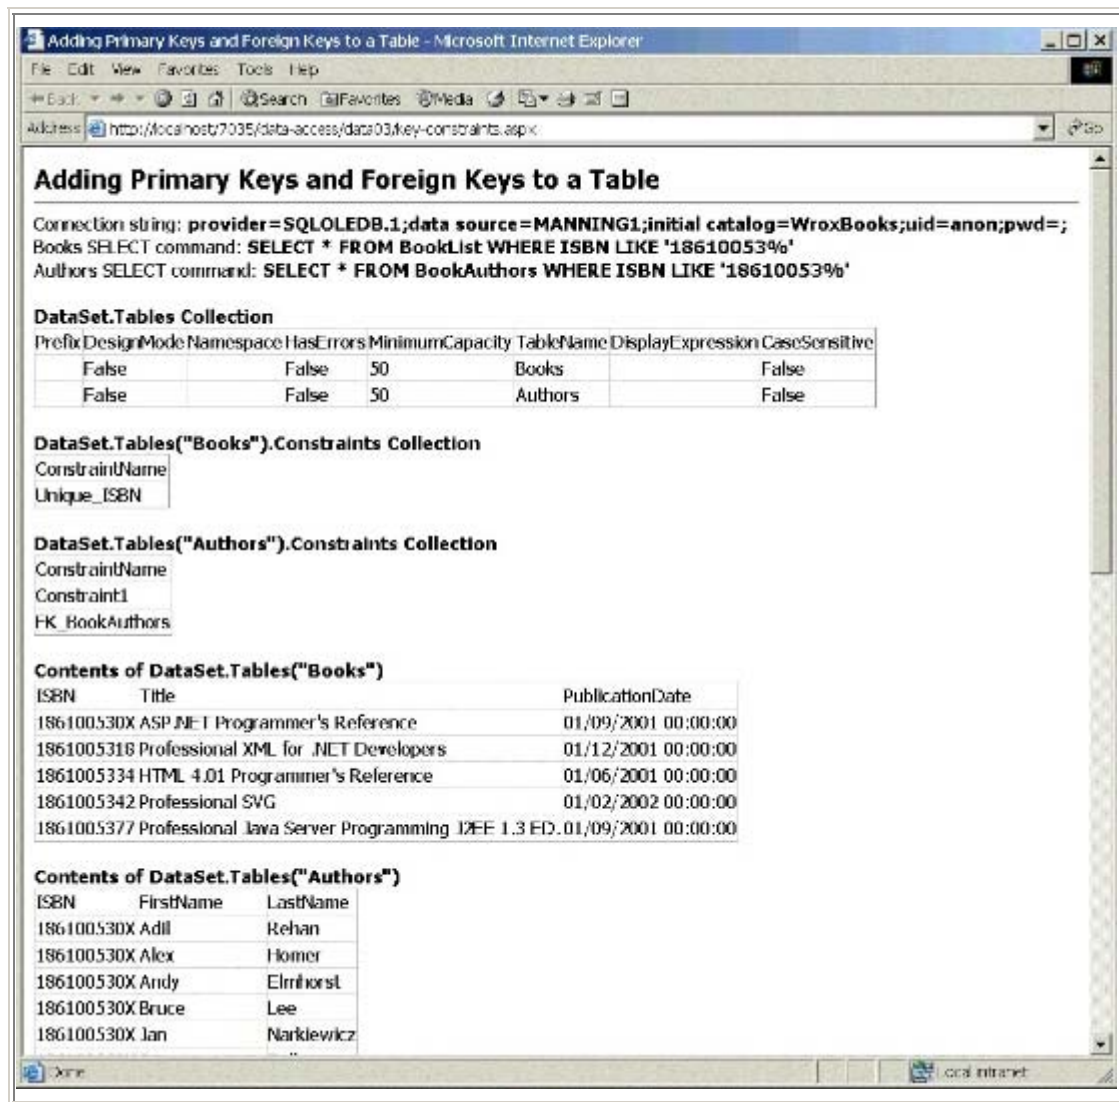 Adding Primary Keys and Foreign Keys to a Table - Microsoft Internet Explorer
File Edit View Favorites Tools Help
Back Search Favorites Media
Address http://localhost/7035/data-access/data03/key-constraints.aspx Go
Adding Primary Keys and Foreign Keys to a Table
Connection string: provider=SQLOLEDB.1;data source=MANNING1;initial catalog=WroxBooks;uid=anon;pwd=;
Books SELECT command: SELECT * FROM BookList WHERE ISBN LIKE '18610053%'
Authors SELECT command: SELECT * FROM BookAuthors WHERE ISBN LIKE '18610053%'
DataSet.Tables Collection
Prefix DesignMode Namespace HasErrors MinimumCapacity TableName DisplayExpression CaseSensitive
False False 50 Books False
False False 50 Authors False
DataSet.Tables("Books").Constraints Collection
ConstraintName
Unique_ISBN
DataSet.Tables("Authors").Constraints Collection
ConstraintName
Constraint1
FK_BookAuthors
Contents of DataSet.Tables("Books")
ISBN Title PublicationDate
186100530X ASP.NET Programmer's Reference 01/09/2001 00:00:00
1861005318 Professional XML for .NET Developers 01/12/2001 00:00:00
1861005334 HTML 4.01 Programmer's Reference 01/06/2001 00:00:00
1861005342 Professional SVG 01/02/2002 00:00:00
1861005377 Professional Java Server Programming J2EE 1.3 ED. 01/09/2001 00:00:00
Contents of DataSet.Tables("Authors")
ISBN FirstName LastName
186100530X Adil Rehan
186100530X Alex Homer
186100530X Andy Elmhorst
186100530X Bruce Lee
186100530X Jan Narkiewicz
Done Local intranet